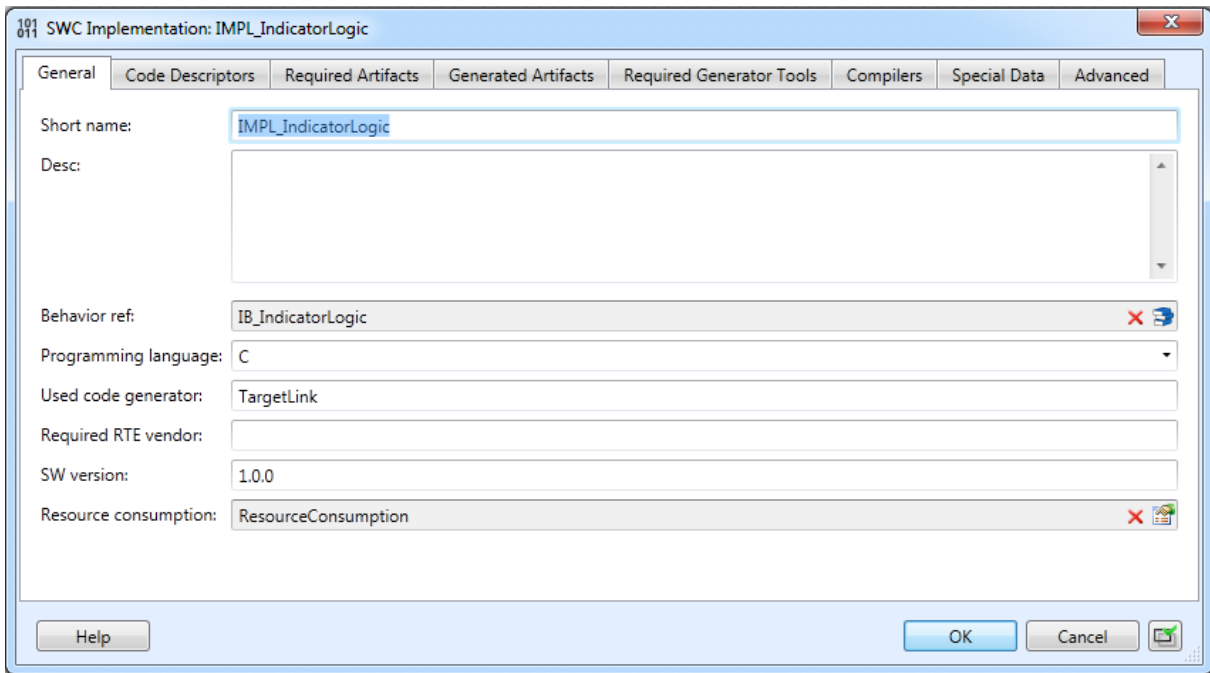 101
011 SWC Implementation: IMPL_IndicatorLogic
General Code Descriptors Required Artifacts Generated Artifacts Required Generator Tools Compilers Special Data Advanced
Short name: IMPL_IndicatorLogic
Desc:
Behavior ref: IB_IndicatorLogic
Programming language: C
Used code generator: TargetLink
Required RTE vendor:
SW version: 1.0.0
Resource consumption: ResourceConsumption
Help OK Cancel